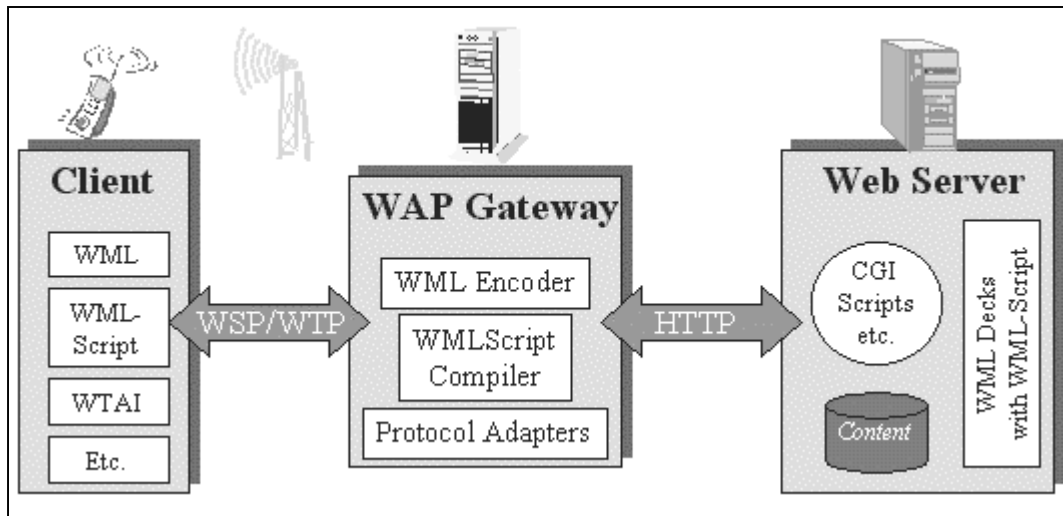 Client
WML
WML-
Script
WTAI
Etc.
WSP/WTP
WAP Gateway
WML Encoder
WMLScript
Compiler
Protocol Adapters
HTTP
Web Server
CGI
Scripts
etc.
Content
WML Decks
with WML-Script